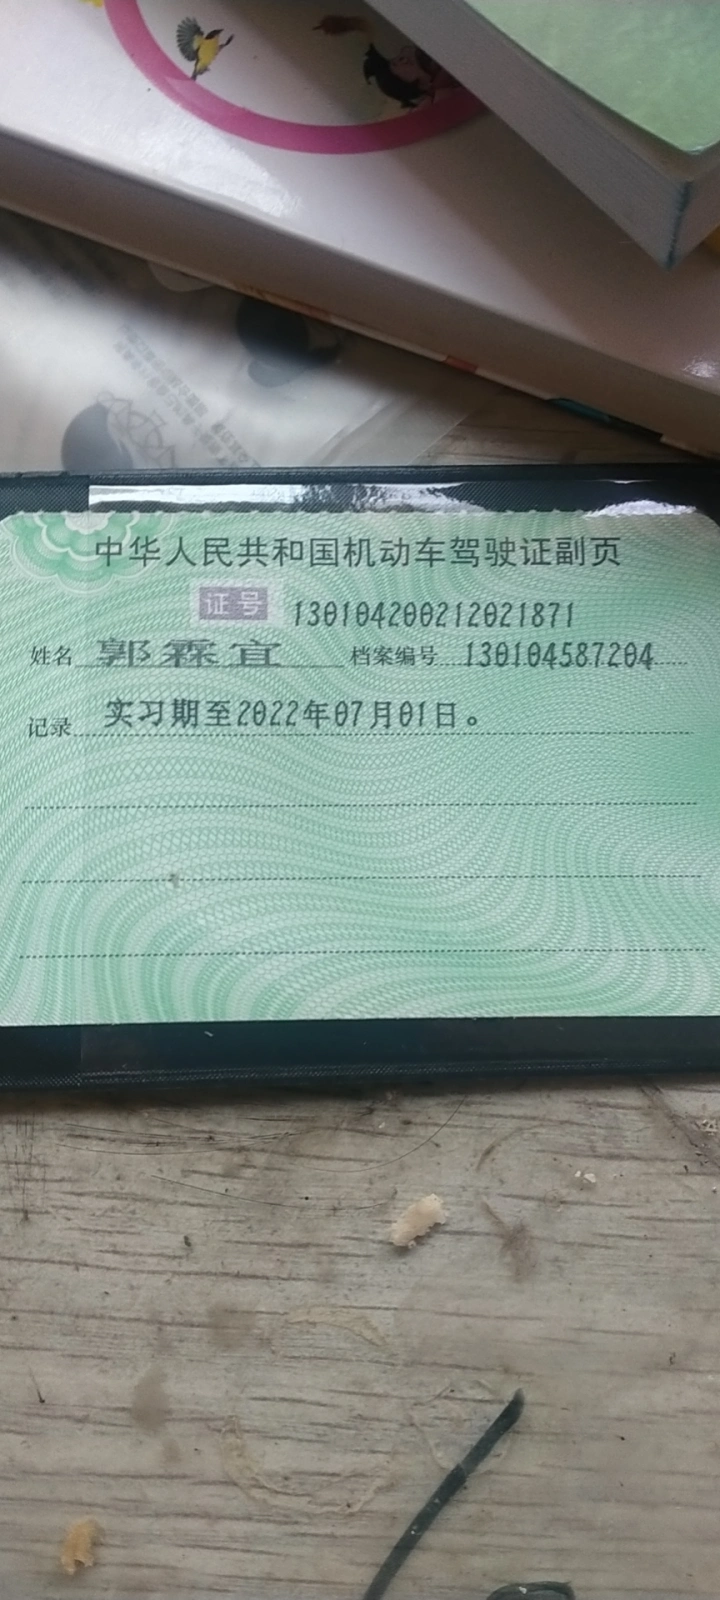 中华人民共和国机动车驾驶证副页
证号 130104200212021871
姓名 郭霖宜 档案编号 130104587204
记录 实习期至2022年07月01日。